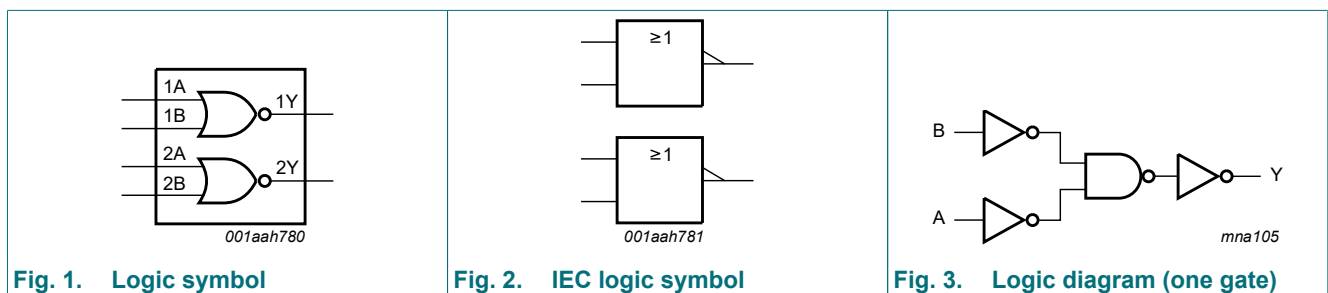 1A
1B
1Y
2A
2B
2Y
001aah780
Fig. 1. Logic symbol
≥1
≥1
001aah781
Fig. 2. IEC logic symbol
B
A
Y
mna105
Fig. 3. Logic diagram (one gate)